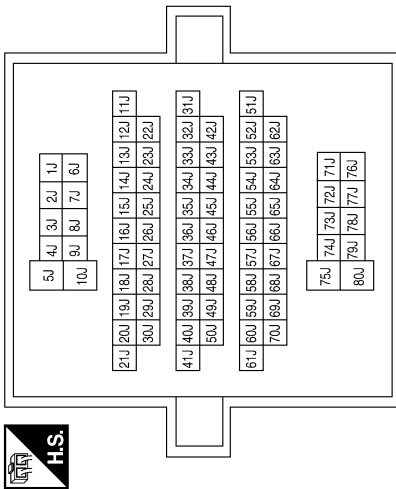 H.S.
5J 4J 3J 2J 1J
10J 9J 8J 7J 6J
21J 20J 19J 18J 17J 16J 15J 14J 13J 12J 11J
30J 29J 28J 27J 26J 25J 24J 23J 22J
41J 40J 39J 38J 37J 36J 35J 34J 33J 32J 31J
50J 49J 48J 47J 46J 45J 44J 43J 42J
61J 60J 59J 58J 57J 56J 55J 54J 53J 52J 51J
70J 69J 68J 67J 66J 65J 64J 63J 62J
75J 74J 73J 72J 71J
80J 79J 78J 77J 76J